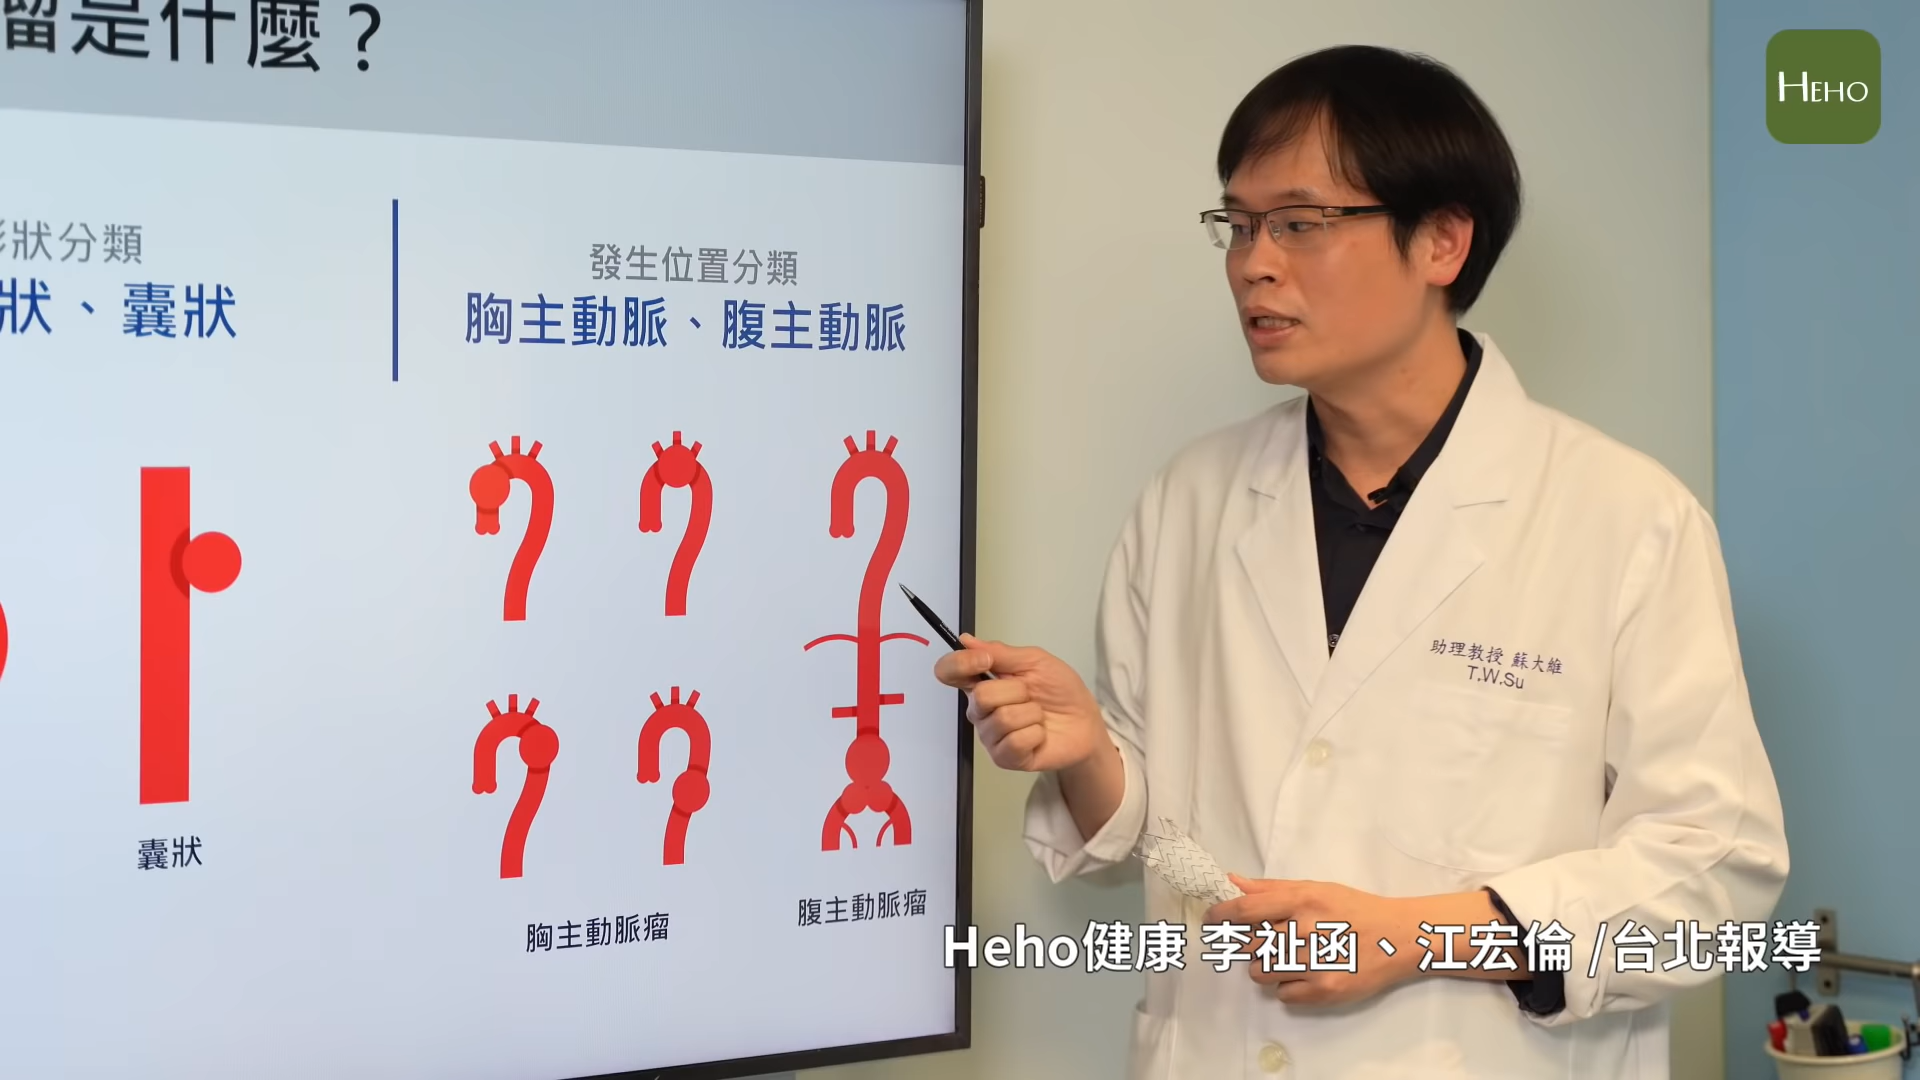 瘤是什麼？
HEHO
形狀分類
狀、囊狀
發生位置分類
胸主動脈、腹主動脈
囊狀
胸主動脈瘤
腹主動脈瘤
助理教授 蘇大維
T.W.Su
Heho健康 李祉函、江宏倫 /台北報導